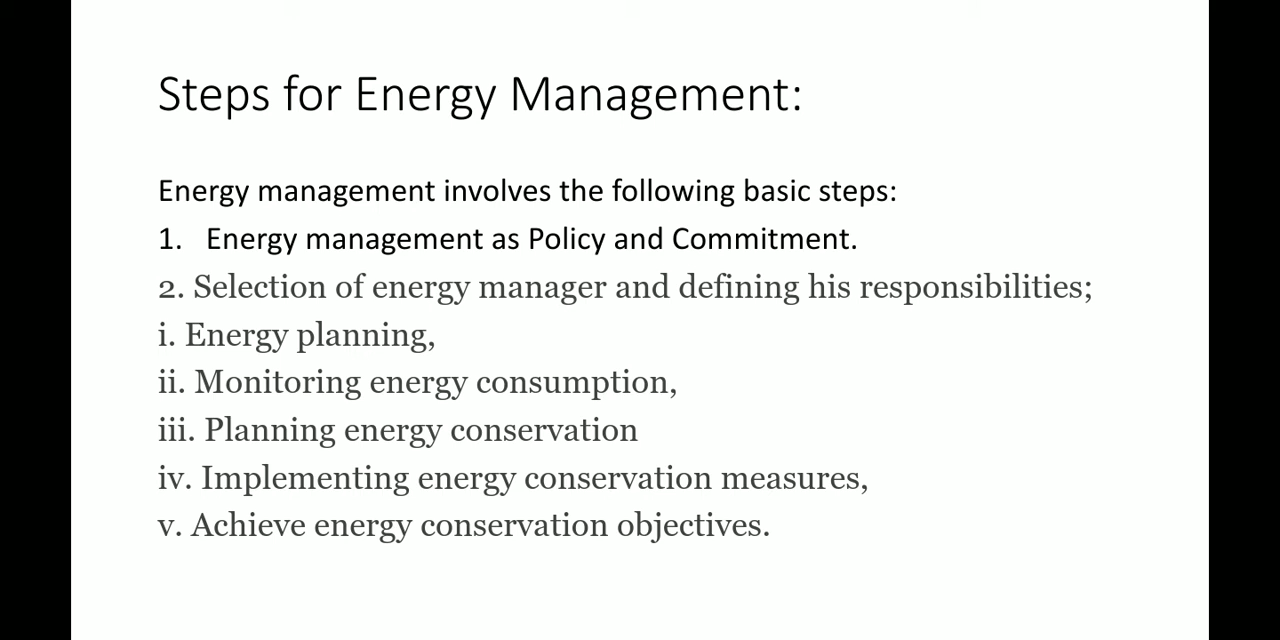 Steps for Energy Management:
Energy management involves the following basic steps:
1. Energy management as Policy and Commitment.
2. Selection of energy manager and defining his responsibilities;
i. Energy planning,
ii. Monitoring energy consumption,
iii. Planning energy conservation
iv. Implementing energy conservation measures,
v. Achieve energy conservation objectives.